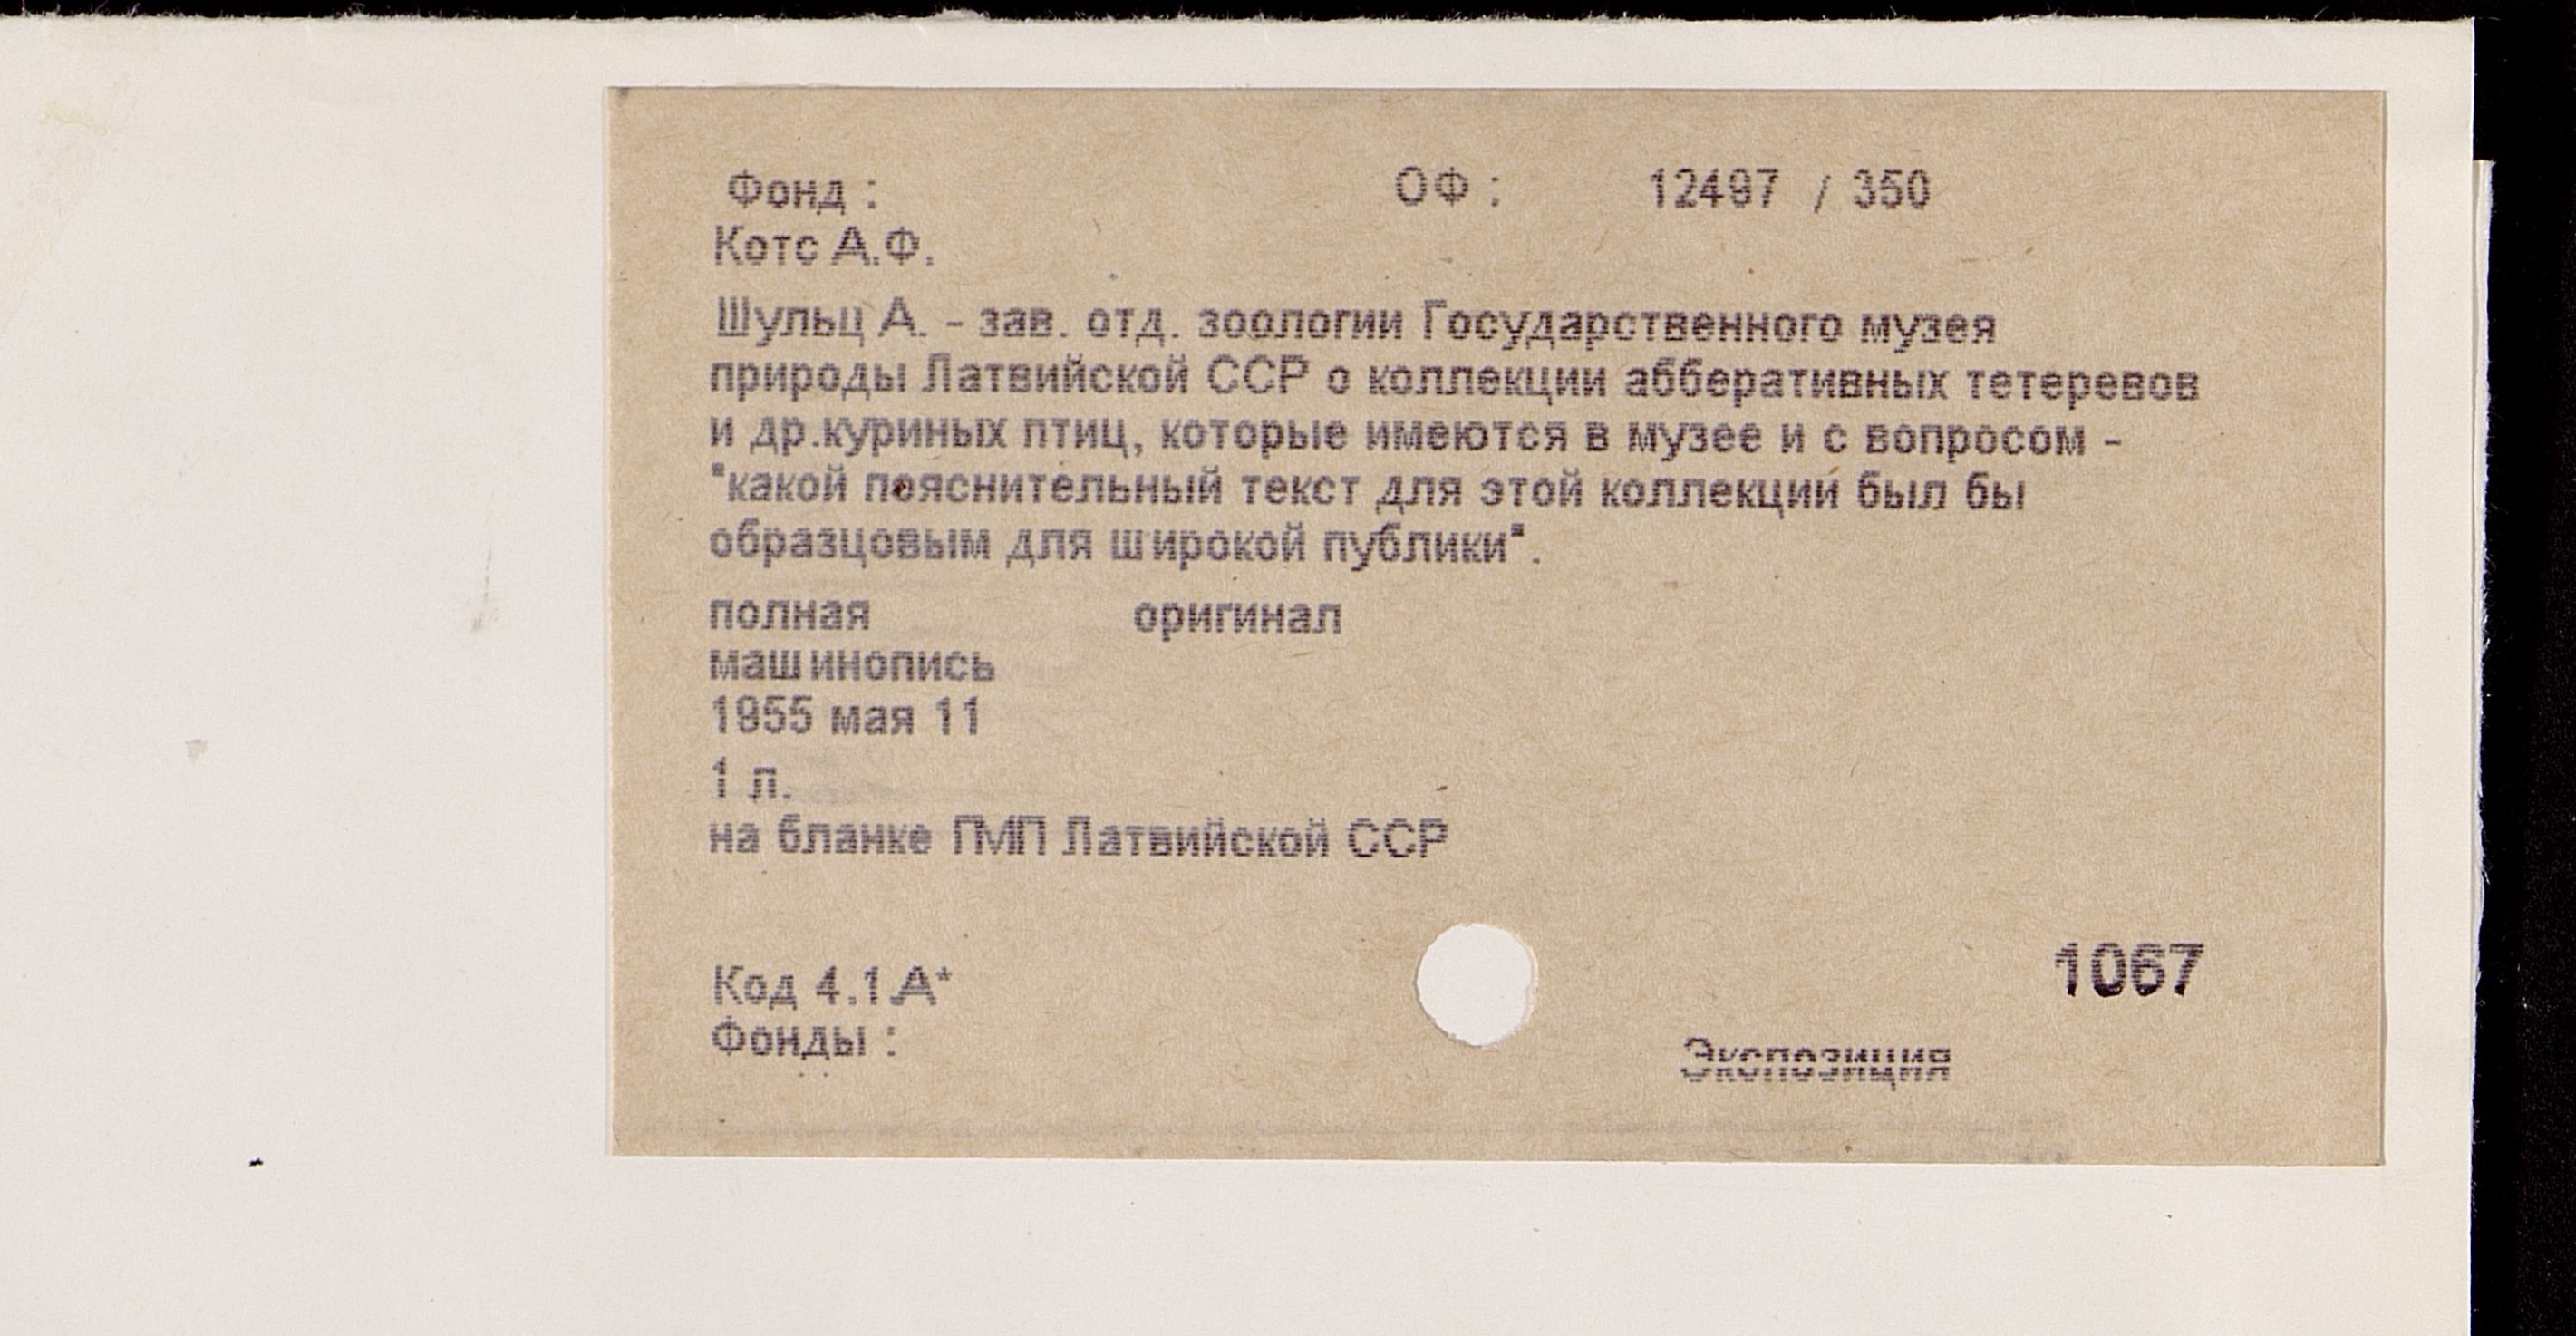 Фонд : ОФ : 12497 / 350
Котс А.Ф.
Шульц А. - зав. отд. зоологии Государственного музея
природы Латвийской ССР о коллекции абберативных тетеревов
и др.куриных птиц, которые имеются в музее и с вопросом -
"какой пояснительный текст для этой коллекции был бы
образцовым для широкой публики".
полная оригинал
машинопись
1955 мая 11
1 л.
на бланке ГМП Латвийской ССР
1067
Код 4.1.А*
Фонды :
Экспозиция